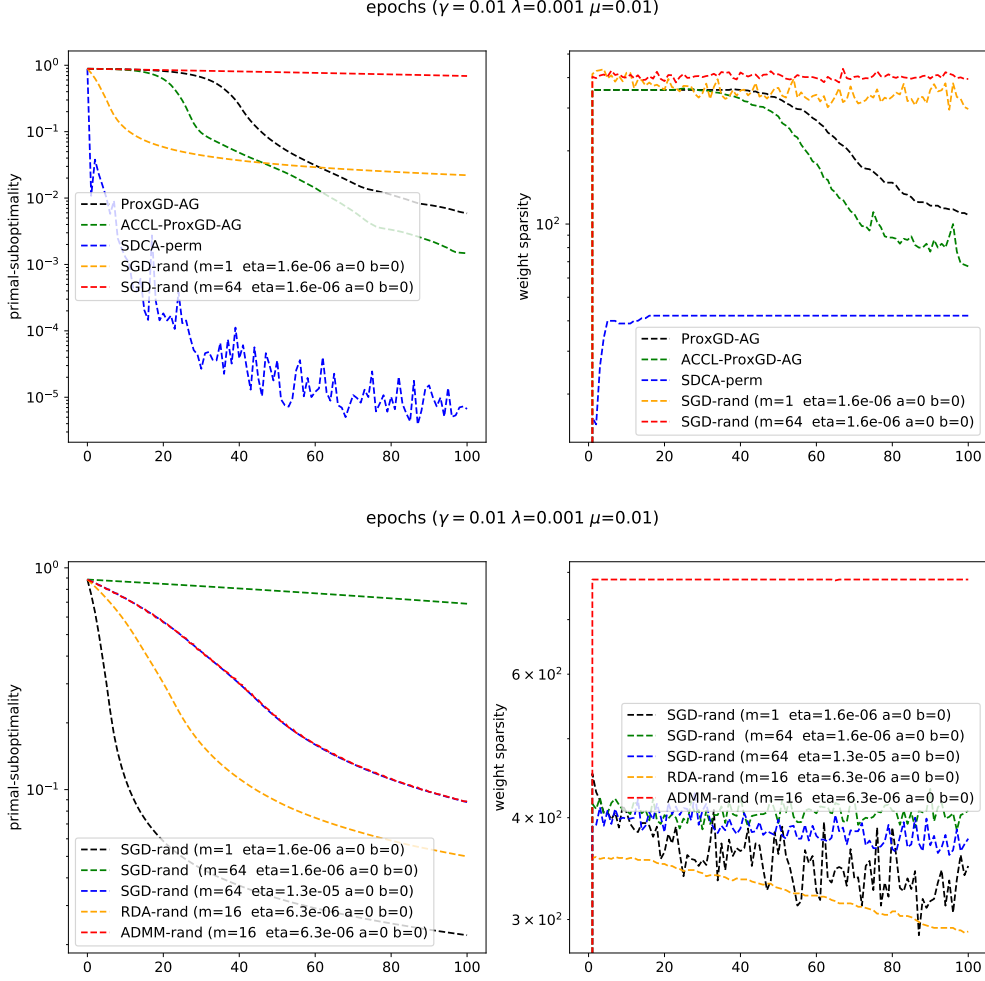 epochs (γ = 0.01 λ=0.001 μ=0.01)
primal-suboptimality
10⁰
10⁻¹
10⁻²
10⁻³
10⁻⁴
10⁻⁵
ProxGD-AG
ACCL-ProxGD-AG
SDCA-perm
SGD-rand (m=1 eta=1.6e-06 a=0 b=0)
SGD-rand (m=64 eta=1.6e-06 a=0 b=0)
0 20 40 60 80 100
weight sparsity
10²
ProxGD-AG
ACCL-ProxGD-AG
SDCA-perm
SGD-rand (m=1 eta=1.6e-06 a=0 b=0)
SGD-rand (m=64 eta=1.6e-06 a=0 b=0)
0 20 40 60 80 100
epochs (γ = 0.01 λ=0.001 μ=0.01)
primal-suboptimality
10⁰
10⁻¹
SGD-rand (m=1 eta=1.6e-06 a=0 b=0)
SGD-rand (m=64 eta=1.6e-06 a=0 b=0)
SGD-rand (m=64 eta=1.3e-05 a=0 b=0)
RDA-rand (m=16 eta=6.3e-06 a=0 b=0)
ADMM-rand (m=16 eta=6.3e-06 a=0 b=0)
0 20 40 60 80 100
weight sparsity
6 × 10²
4 × 10²
3 × 10²
SGD-rand (m=1 eta=1.6e-06 a=0 b=0)
SGD-rand (m=64 eta=1.6e-06 a=0 b=0)
SGD-rand (m=64 eta=1.3e-05 a=0 b=0)
RDA-rand (m=16 eta=6.3e-06 a=0 b=0)
ADMM-rand (m=16 eta=6.3e-06 a=0 b=0)
0 20 40 60 80 100